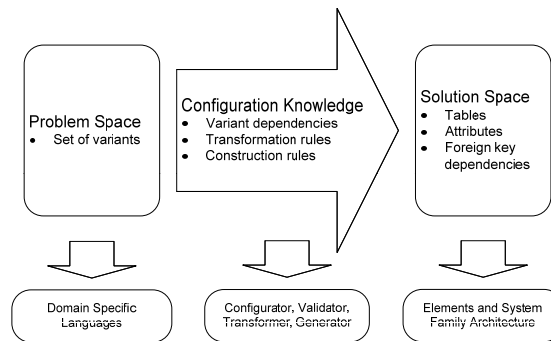 Problem Space
• Set of variants
Configuration Knowledge
• Variant dependencies
• Transformation rules
• Construction rules
Solution Space
• Tables
• Attributes
• Foreign key
dependencies
Domain Specific
Languages
Configurator, Validator,
Transformer, Generator
Elements and System
Family Architecture